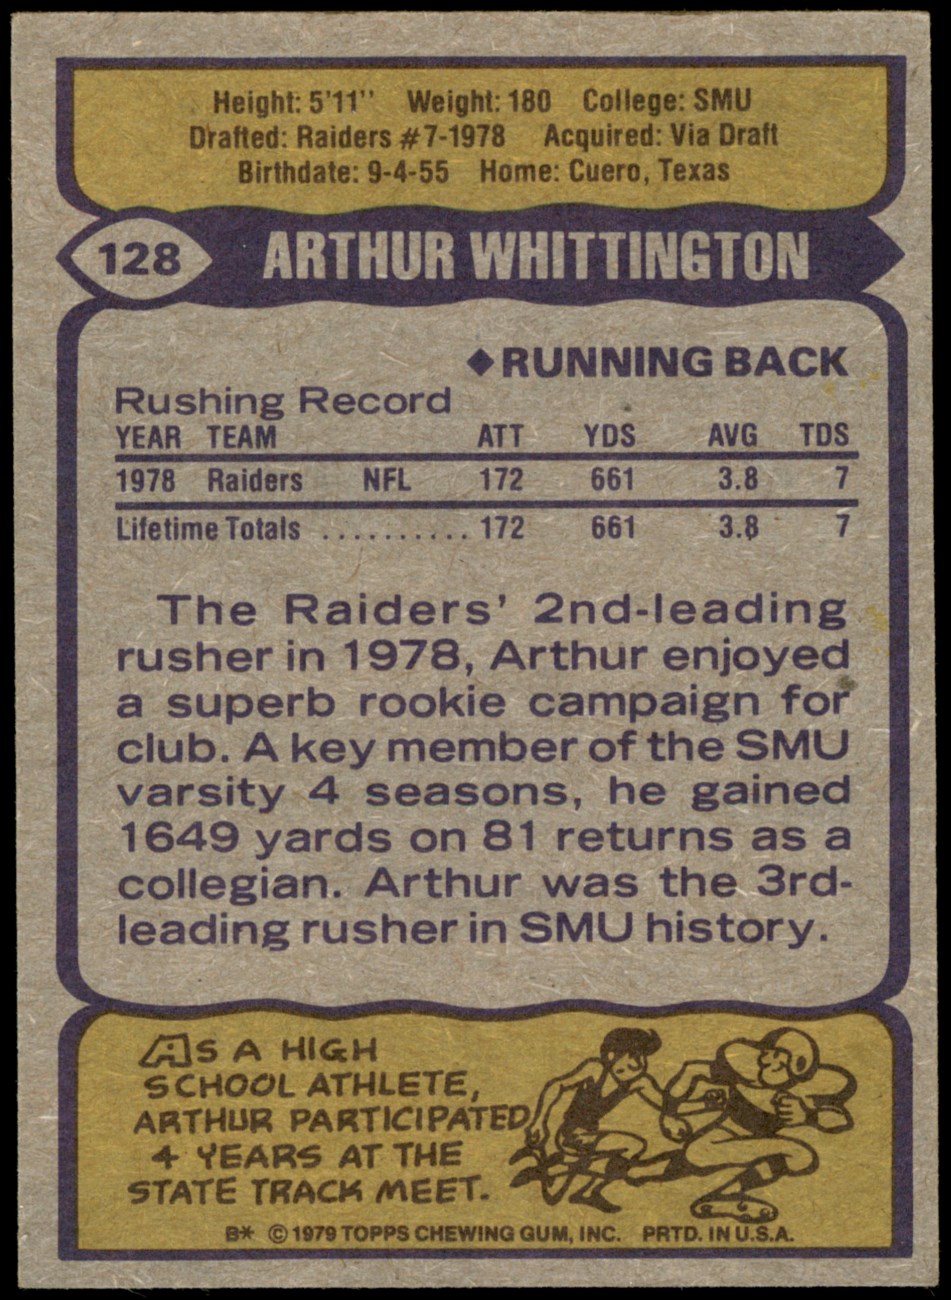 Height: 5'11" Weight: 180 College: SMU
Drafted: Raiders #7-1978 Acquired: Via Draft
Birthdate: 9-4-55 Home: Cuero, Texas
128 ARTHUR WHITTINGTON
◆RUNNING BACK
Rushing Record
YEAR TEAM ATT YDS AVG TDS
1978 Raiders NFL 172 661 3.8 7
Lifetime Totals .......... 172 661 3.8 7
The Raiders' 2nd-leading
rusher in 1978, Arthur enjoyed
a superb rookie campaign for
club. A key member of the SMU
varsity 4 seasons, he gained
1649 yards on 81 returns as a
collegian. Arthur was the 3rd-
leading rusher in SMU history.
AS A HIGH
SCHOOL ATHLETE,
ARTHUR PARTICIPATED
4 YEARS AT THE
STATE TRACK MEET.
B* © 1979 TOPPS CHEWING GUM, INC. PRTD. IN U.S.A.